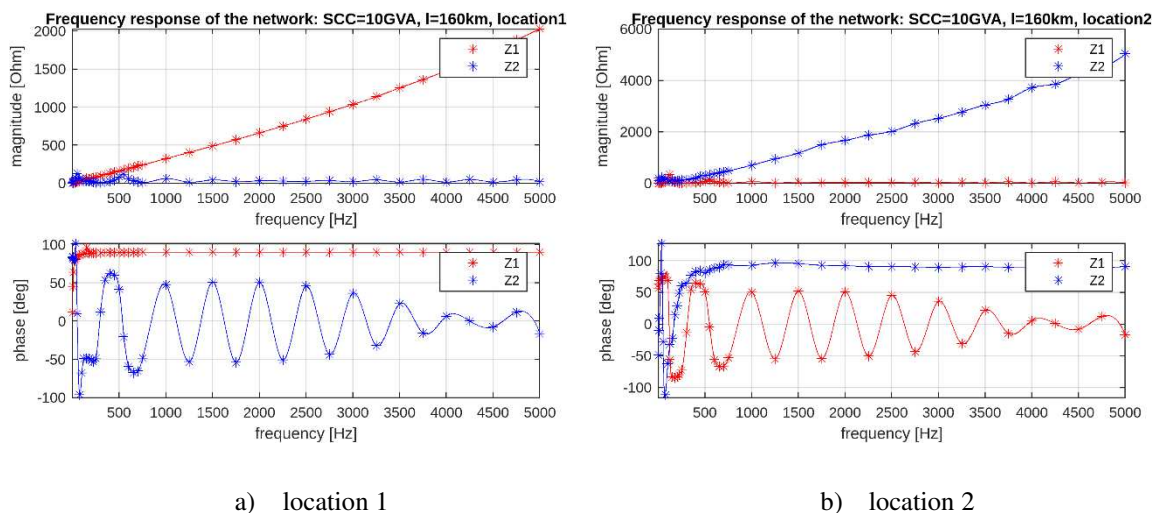 Frequency response of the network: SCC=10GVA, l=160km, location1
2000
1500
1000
500
0
magnitude [Ohm]
Z1
Z2
500 1000 1500 2000 2500 3000 3500 4000 4500 5000
frequency [Hz]
100
50
0
-50
-100
phase [deg]
Z1
Z2
500 1000 1500 2000 2500 3000 3500 4000 4500 5000
frequency [Hz]
a) location 1
Frequency response of the network: SCC=10GVA, l=160km, location2
6000
4000
2000
0
magnitude [Ohm]
Z1
Z2
500 1000 1500 2000 2500 3000 3500 4000 4500 5000
frequency [Hz]
100
50
0
-50
-100
phase [deg]
Z1
Z2
500 1000 1500 2000 2500 3000 3500 4000 4500 5000
frequency [Hz]
b) location 2